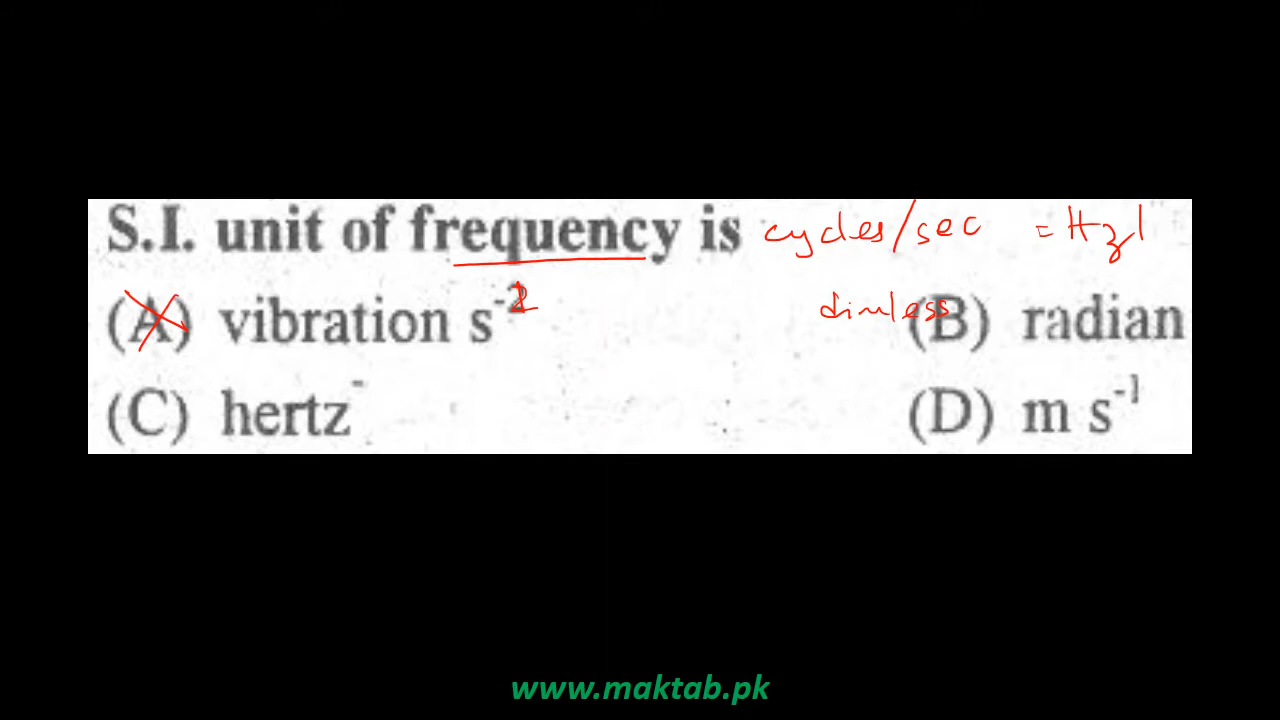 S.I. unit of frequency is cycles/sec = Hz
(A) vibration s⁻² dimless (B) radian
(C) hertz (D) m s⁻¹
www.maktab.pk